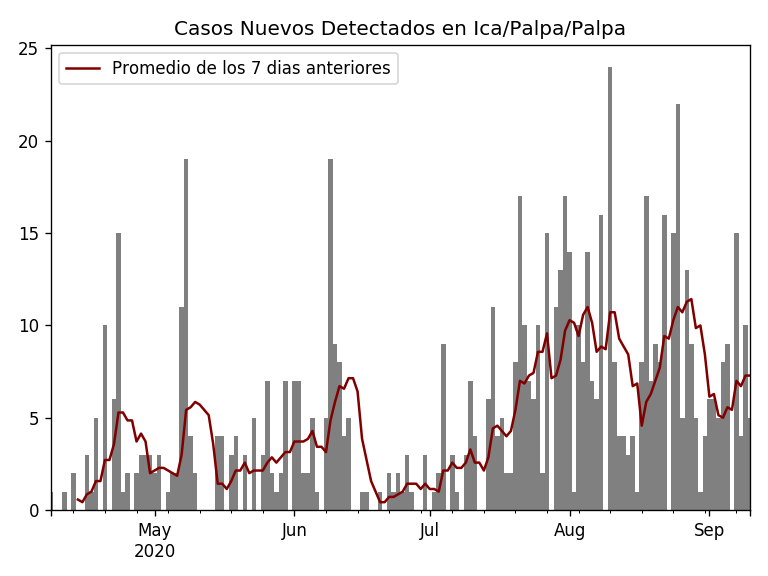 Casos Nuevos Detectados en Ica/Palpa/Palpa
Promedio de los 7 dias anteriores
25
20
15
10
5
0
May Jun Jul Aug Sep
2020